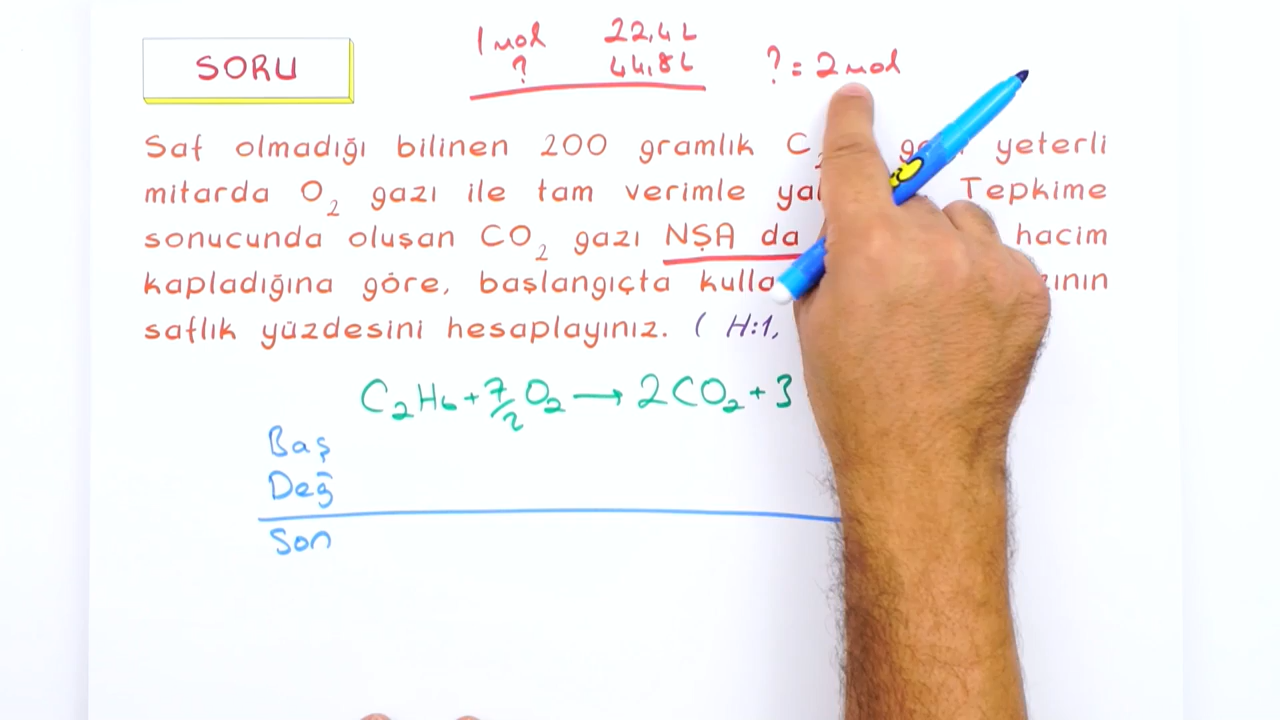 1 mol 22,4 L
? 44,8 L
? = 2 mol
SORU
Saf olmadığı bilinen 200 gramlık C yeterli
mitarda O₂ gazı ile tam verimle Tepkime
sonucunda oluşan CO₂ gazı NŞA da hacim
kapladığına göre, başlangıçta
saflık yüzdesini hesaplayınız. ( H:1,
C₂H₆ + 7/2 O₂ → 2CO₂ + 3
Baş
Değ
Son